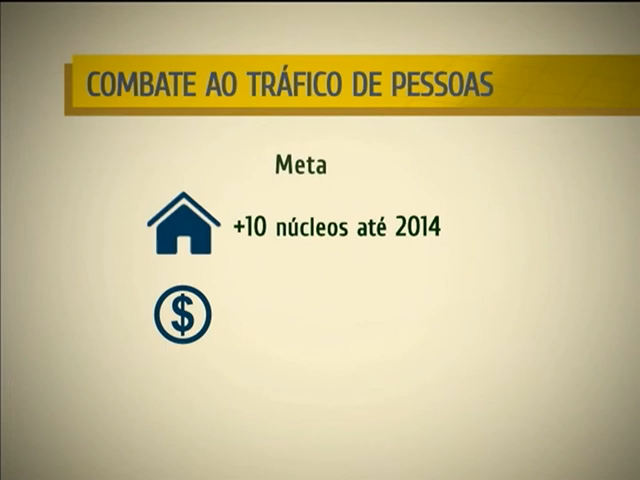 COMBATE AO TRÁFICO DE PESSOAS
Meta
+10 núcleos até 2014
$